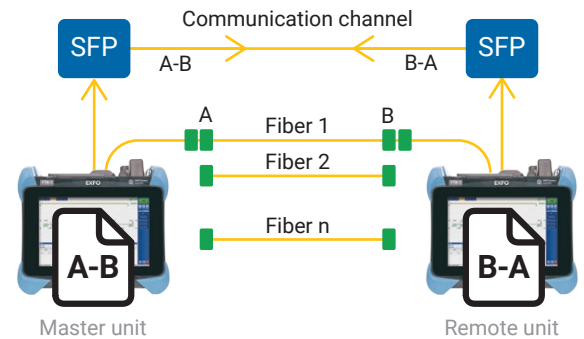 Communication channel
SFP
SFP
A-B
B-A
A
B
Fiber 1
Fiber 2
EXFO
EXFO
Fiber n
A-B
B-A
Master unit
Remote unit